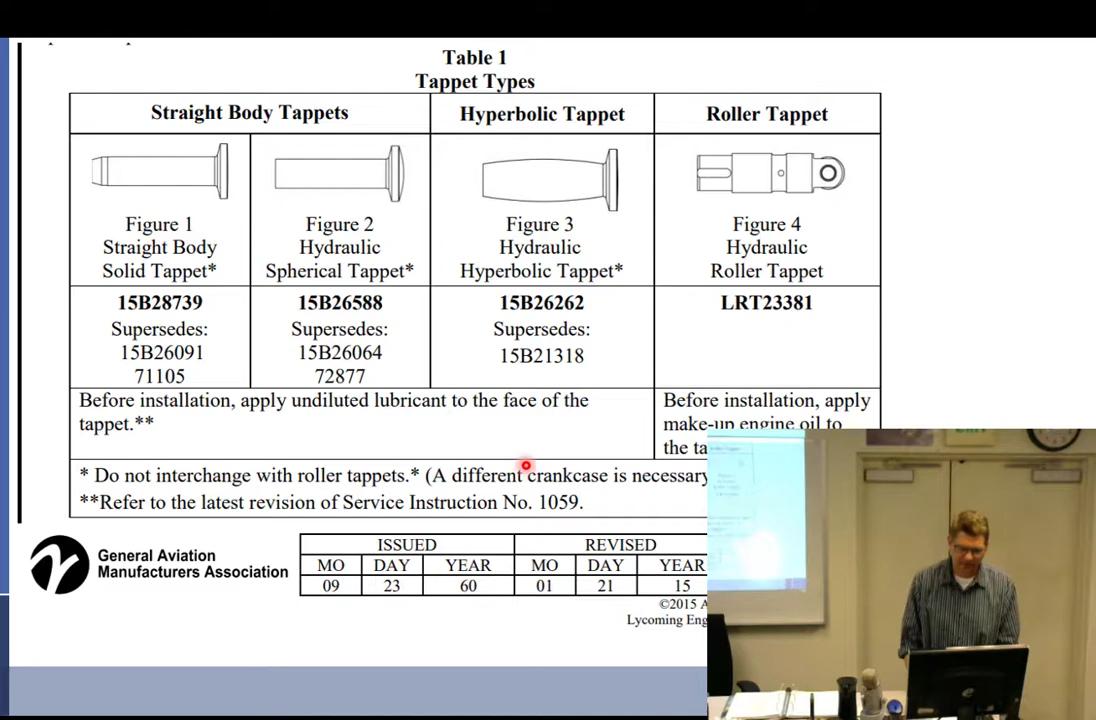 Table 1
Tappet Types
Straight Body Tappets
Hyperbolic Tappet
Roller Tappet
Figure 1
Straight Body
Solid Tappet*
Figure 2
Hydraulic
Spherical Tappet*
Figure 3
Hydraulic
Hyperbolic Tappet*
Figure 4
Hydraulic
Roller Tappet
15B28739
Supersedes:
15B26091
71105
15B26588
Supersedes:
15B26064
72877
15B26262
Supersedes:
15B21318
LRT23381
Before installation, apply undiluted lubricant to the face of the
tappet.**
Before installation, apply
make-up engine oil to
the
* Do not interchange with roller tappets.* (A different crankcase is necessary
**Refer to the latest revision of Service Instruction No. 1059.
General Aviation
Manufacturers Association
ISSUED REVISED
MO DAY YEAR MO DAY YEAR
09 23 60 01 21 15
©2015
Lycoming